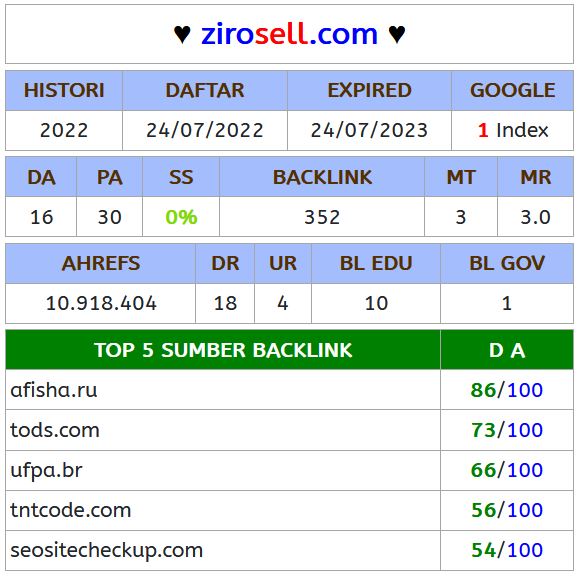 ♥ zirosell.com ♥
HISTORI DAFTAR EXPIRED GOOGLE
2022 24/07/2022 24/07/2023 1 Index
DA PA SS BACKLINK MT MR
16 30 0% 352 3 3.0
AHREFS DR UR BL EDU BL GOV
10.918.404 18 4 10 1
TOP 5 SUMBER BACKLINK D A
afisha.ru 86/100
tods.com 73/100
ufpa.br 66/100
tntcode.com 56/100
seositecheckup.com 54/100